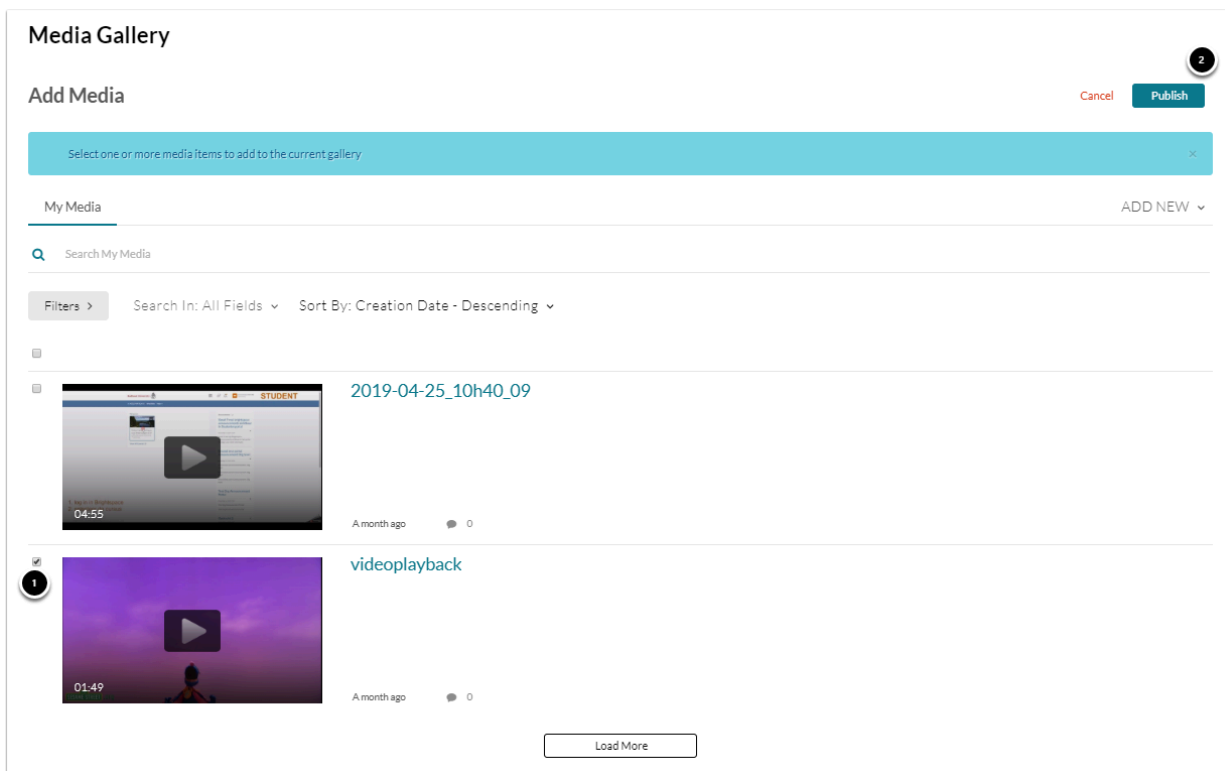 Media Gallery
2
Add Media
Cancel
Publish
Select one or more media items to add to the current gallery
×
My Media
ADD NEW
Search My Media
Filters >
Search In: All Fields
Sort By: Creation Date - Descending
2019-04-25_10h40_09
STUDENT
04:55
A month ago
0
videoplayback
1
01:49
A month ago
0
Load More